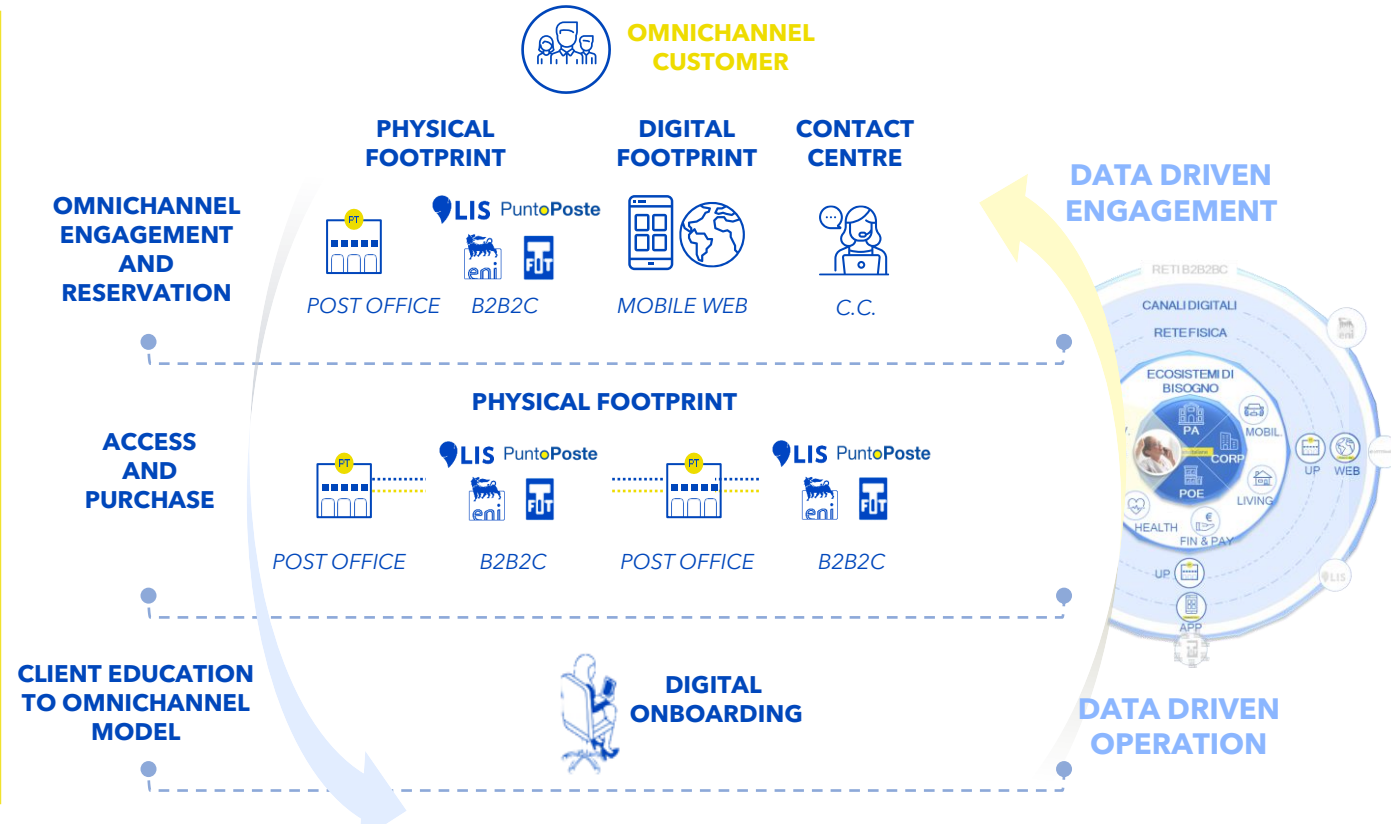 OMNICHANNEL
CUSTOMER
PHYSICAL
FOOTPRINT
DIGITAL
FOOTPRINT
CONTACT
CENTRE
OMNICHANNEL
ENGAGEMENT
AND
RESERVATION
PT
LIS PuntoPoste
eni
FIT
POST OFFICE
B2B2C
MOBILE WEB
C.C.
DATA DRIVEN
ENGAGEMENT
PHYSICAL FOOTPRINT
ACCESS
AND
PURCHASE
PT
LIS PuntoPoste
eni
POST OFFICE
B2B2C
PT
LIS PuntoPoste
eni
POST OFFICE
B2B2C
RETI B2B2BC
CANALI DIGITALI
RETE FISICA
eni
ECOSISTEMI DI
BISOGNO
PA
MOBIL.
CORP
POE
LIVING
HEALTH
FIN & PAY
UP
WEB
UP
APP
LIS
CLIENT EDUCATION
TO OMNICHANNEL
MODEL
DIGITAL
ONBOARDING
DATA DRIVEN
OPERATION